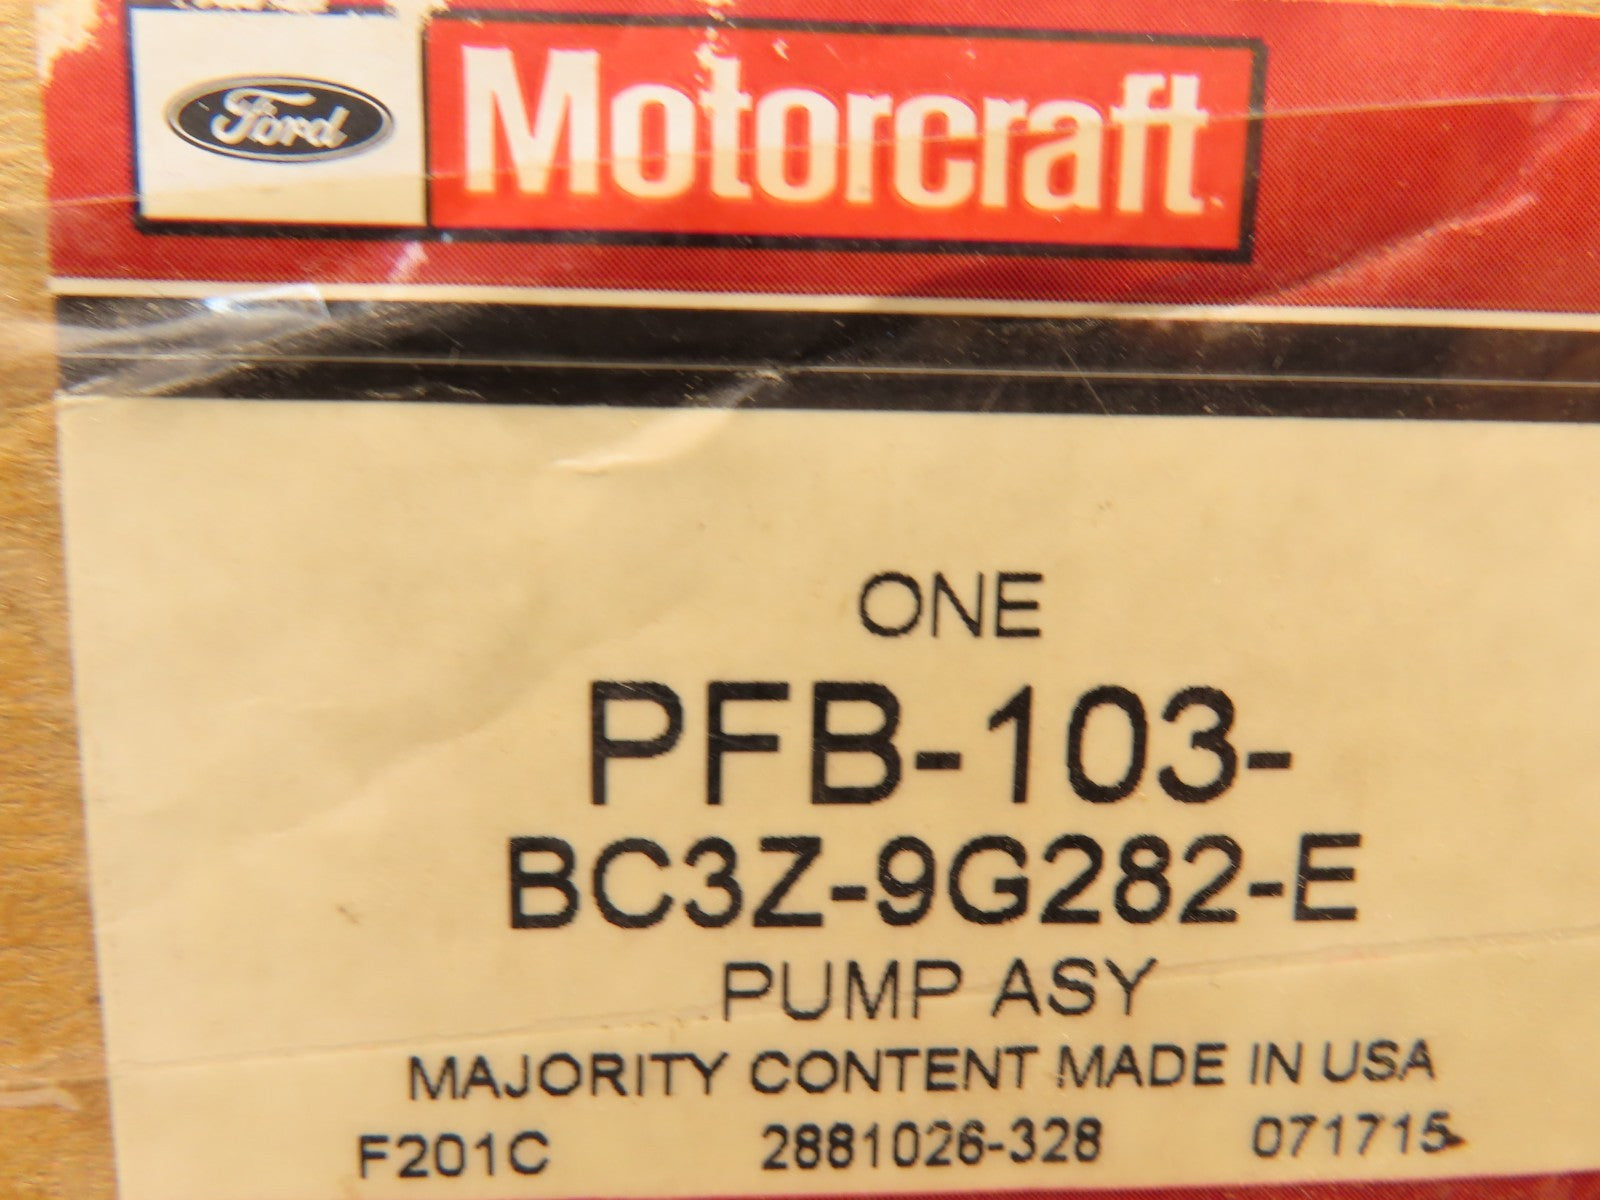 Ford Motorcraft
ONE
PFB-103-
BC3Z-9G282-E
PUMP ASY
MAJORITY CONTENT MADE IN USA
F201C 2881026-328 071715